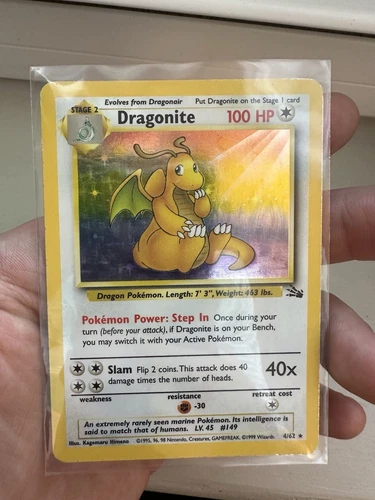 Evolves from Dragonair Put Dragonite on the Stage 1 card
STAGE 2
Dragonite 100 HP
Dragon Pokémon. Length: 7' 3", Weight: 463 lbs.
Pokémon Power: Step In Once during your
turn (before your attack), if Dragonite is on your Bench,
you may switch it with your Active Pokémon.
Slam Flip 2 coins. This attack does 40 40x
damage times the number of heads.
weakness resistance retreat cost
-30
An extremely rarely seen marine Pokémon. Its intelligence is
said to match that of humans. LV. 45 #149
Illus. Kagemaru Himeno ©1995, 96, 98 Nintendo, Creatures, GAMEFREAK. ©1999 Wizards. 4/62 ★